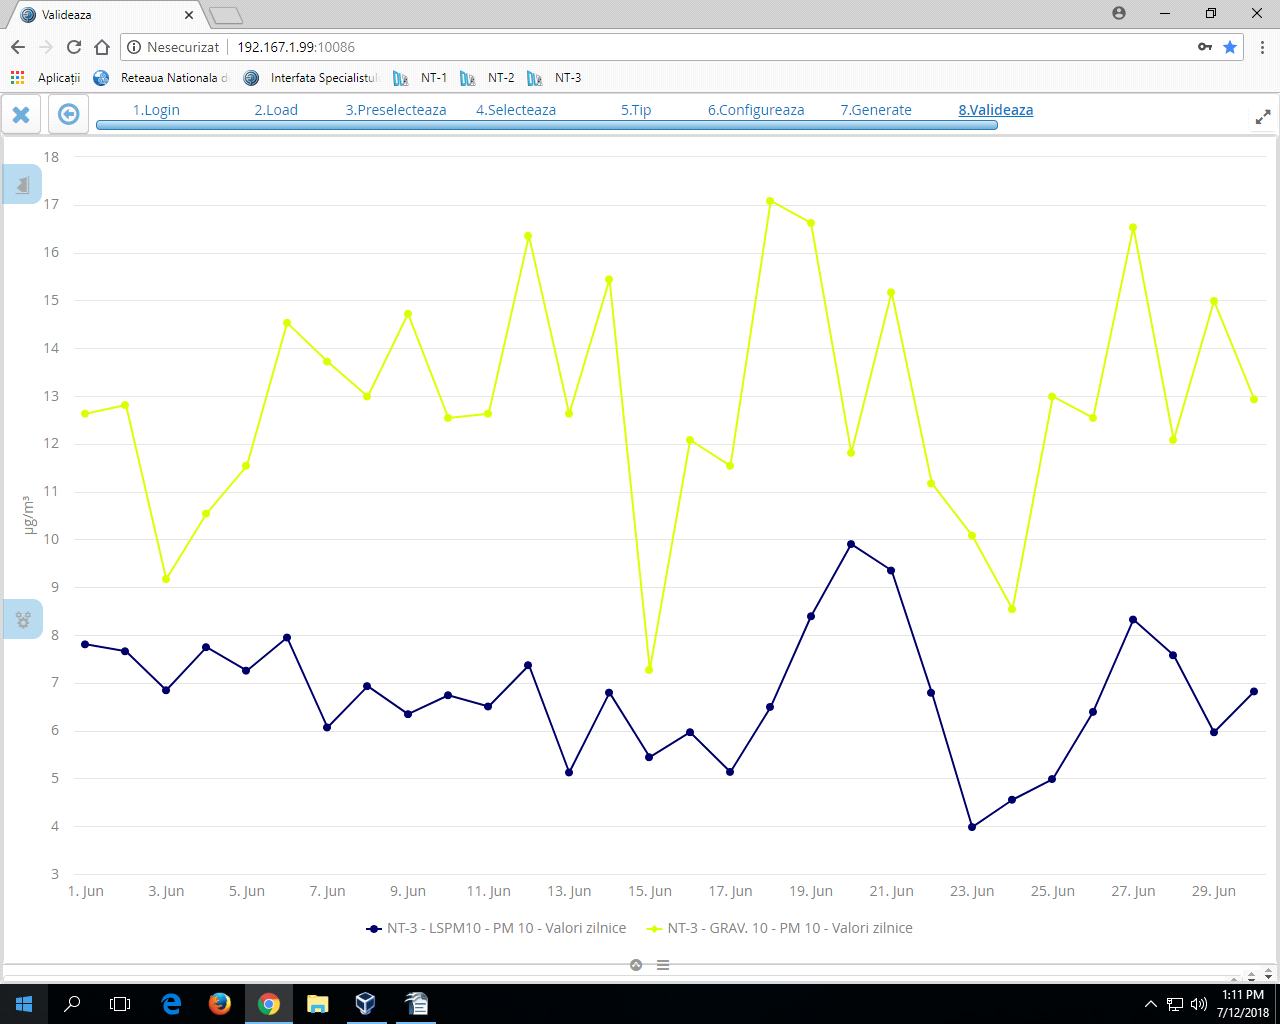 Valideaza
Nesecurizat 192.167.1.99:10086
Aplicații Reteaua Nationala d Interfata Specialistulu NT-1 NT-2 NT-3
1.Login 2.Load 3.Preselecteaza 4.Selecteaza 5.Tip 6.Configureaza 7.Generate 8.Valideaza
18
17
16
15
14
13
12
11
10
9
8
7
6
5
4
3
µg/m³
1. Jun 3. Jun 5. Jun 7. Jun 9. Jun 11. Jun 13. Jun 15. Jun 17. Jun 19. Jun 21. Jun 23. Jun 25. Jun 27. Jun 29. Jun
NT-3 - LSPM10 - PM 10 - Valori zilnice NT-3 - GRAV. 10 - PM 10 - Valori zilnice
1:11 PM
7/12/2018